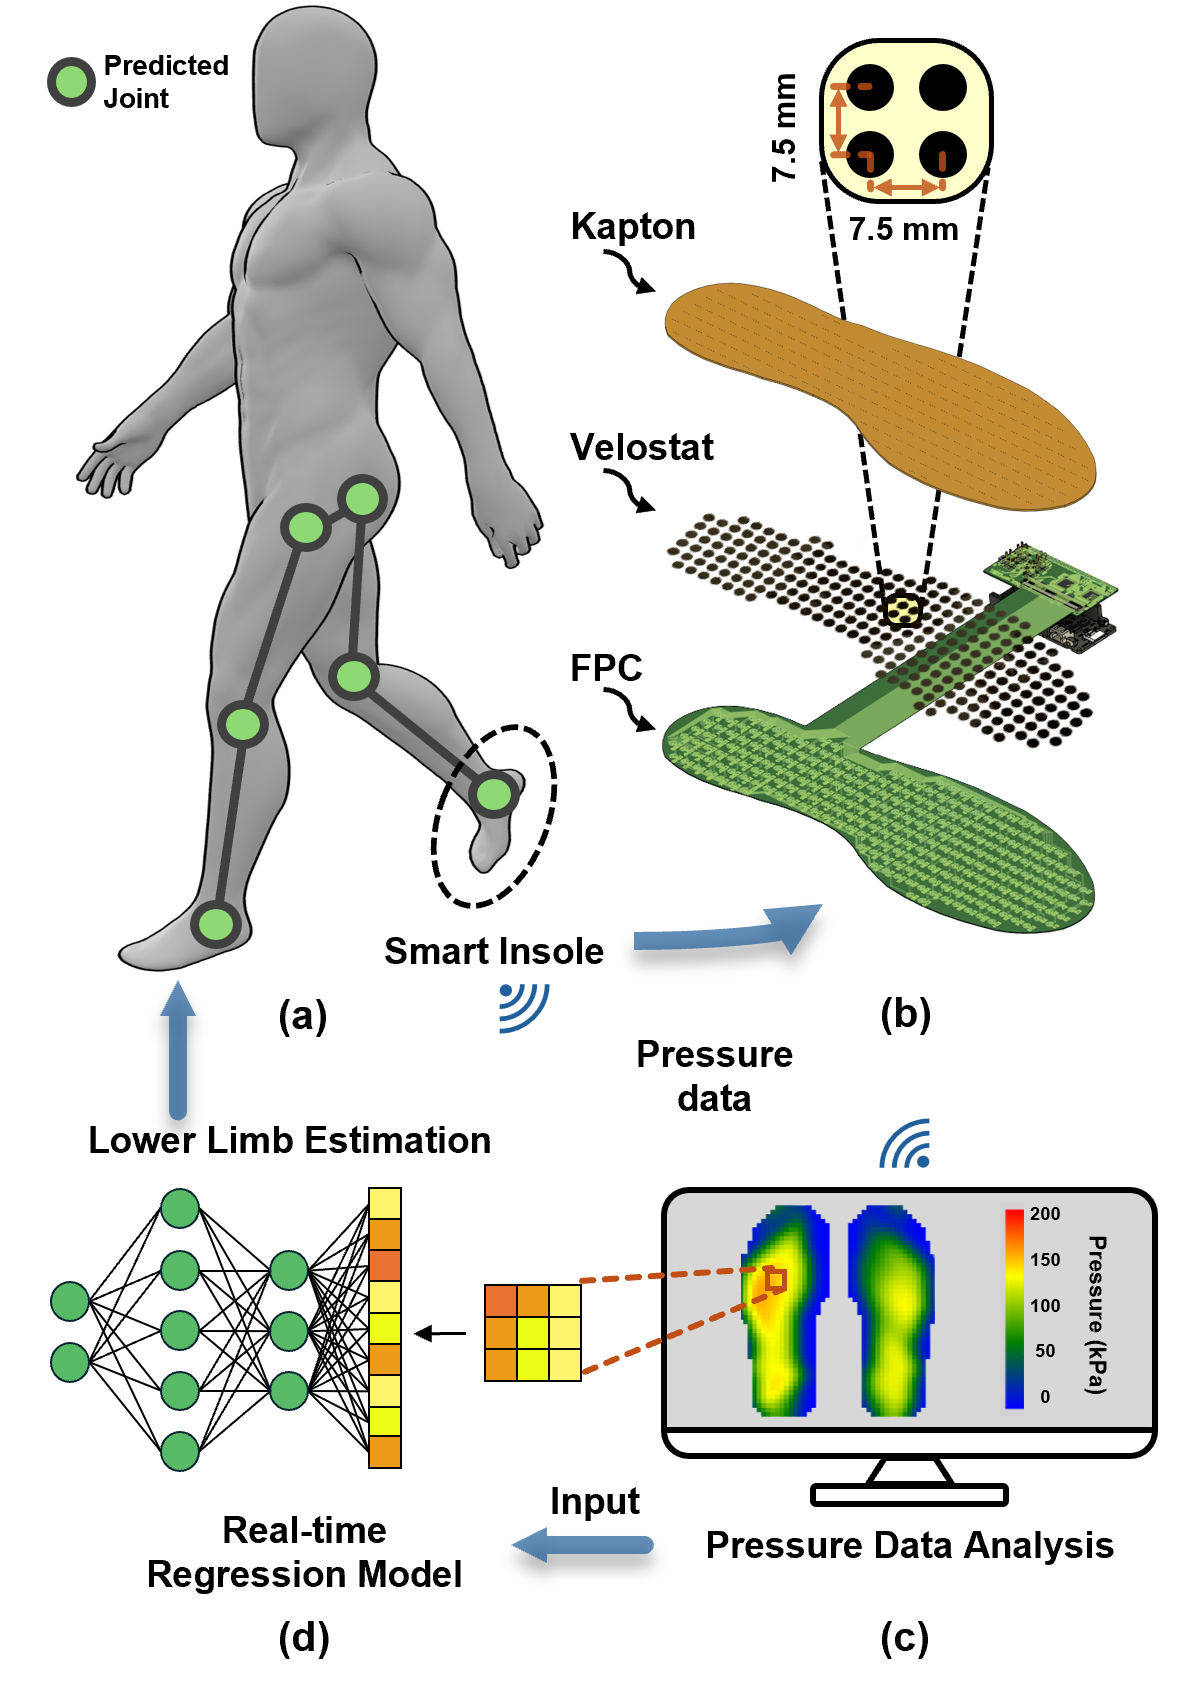 Predicted
Joint
7.5 mm
7.5 mm
Kapton
Velostat
FPC
Smart Insole
(a)
(b)
Pressure
data
Lower Limb Estimation
200
150
100
50
0
Pressure (kPa)
Input
Real-time
Regression Model
Pressure Data Analysis
(d)
(c)